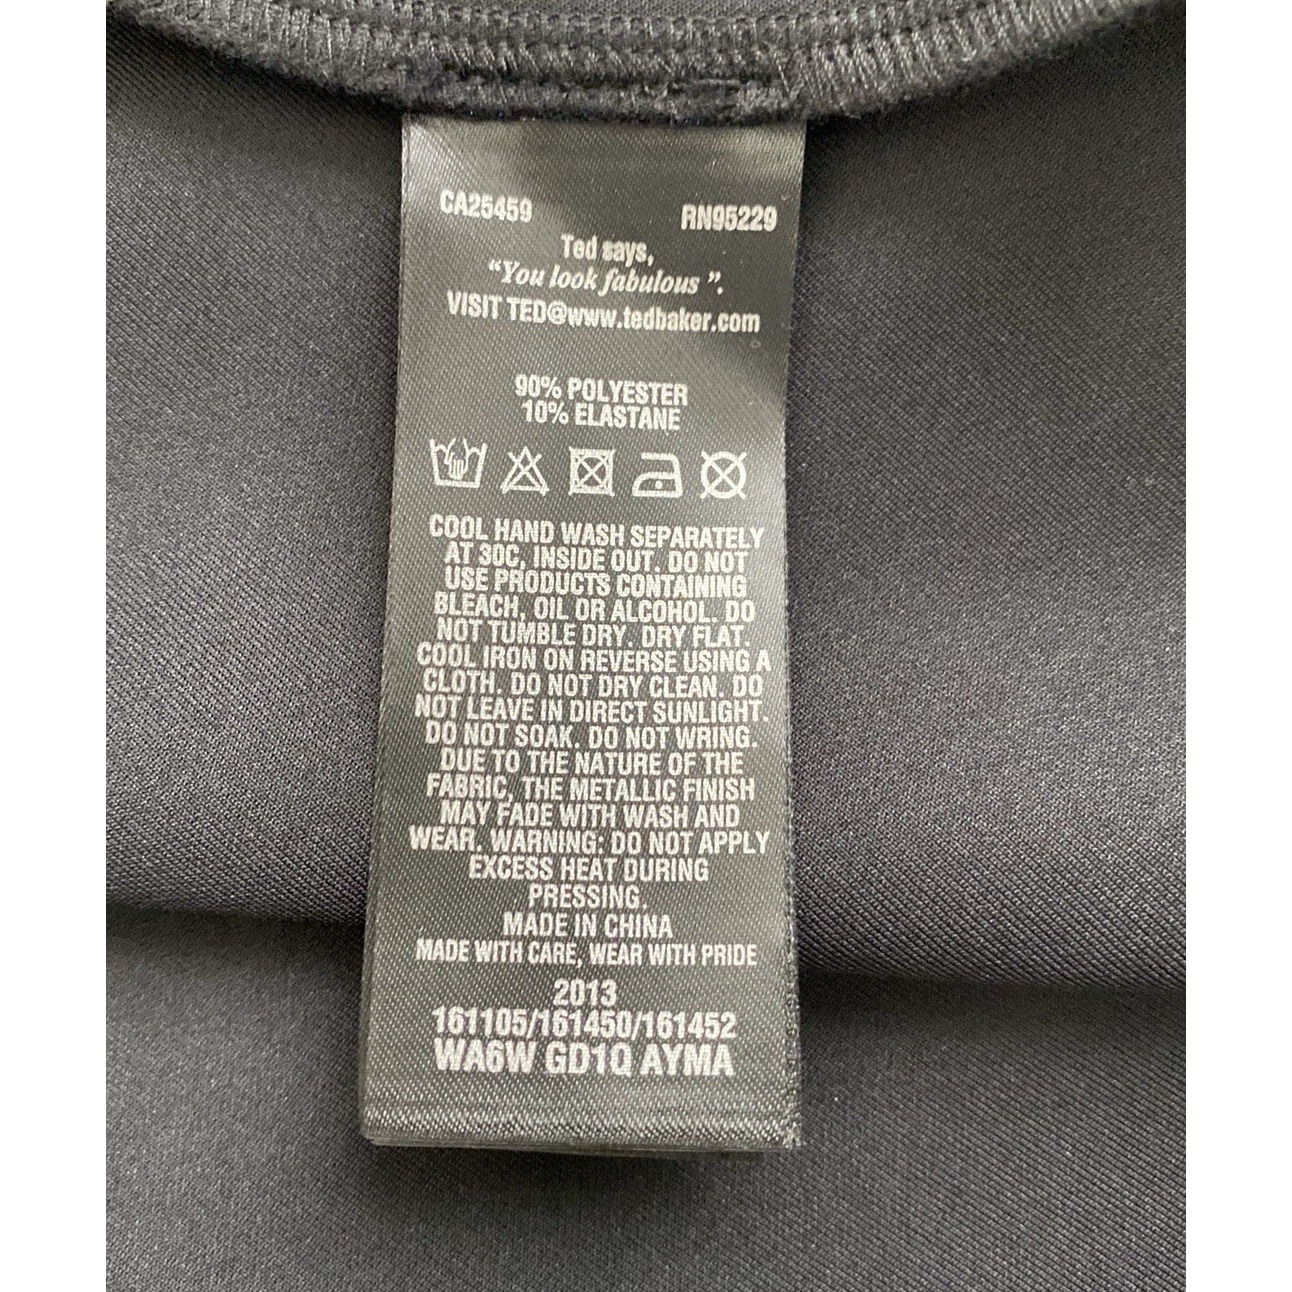 CA25459 RN95229
Ted says,
“You look fabulous ”.
VISIT TED@www.tedbaker.com
90% POLYESTER
10% ELASTANE
COOL HAND WASH SEPARATELY
AT 30C, INSIDE OUT. DO NOT
USE PRODUCTS CONTAINING
BLEACH, OIL OR ALCOHOL. DO
NOT TUMBLE DRY. DRY FLAT.
COOL IRON ON REVERSE USING A
CLOTH. DO NOT DRY CLEAN. DO
NOT LEAVE IN DIRECT SUNLIGHT.
DO NOT SOAK. DO NOT WRING.
DUE TO THE NATURE OF THE
FABRIC, THE METALLIC FINISH
MAY FADE WITH WASH AND
WEAR. WARNING: DO NOT APPLY
EXCESS HEAT DURING
PRESSING.
MADE IN CHINA
MADE WITH CARE, WEAR WITH PRIDE
2013
161105/161450/161452
WA6W GD1Q AYMA